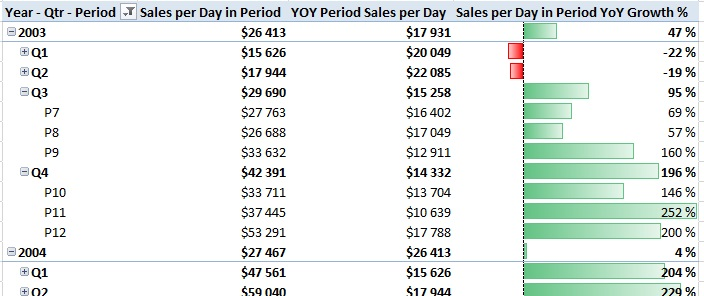 Year - Qtr - Period Sales per Day in Period YOY Period Sales per Day Sales per Day in Period YoY Growth %
2003 $26 413 $17 931 47 %
Q1 $15 626 $20 049 -22 %
Q2 $17 944 $22 085 -19 %
Q3 $29 690 $15 258 95 %
P7 $27 763 $16 402 69 %
P8 $26 688 $17 049 57 %
P9 $33 632 $12 911 160 %
Q4 $42 391 $14 332 196 %
P10 $33 711 $13 704 146 %
P11 $37 445 $10 639 252 %
P12 $53 291 $17 788 200 %
2004 $27 467 $26 413 4 %
Q1 $47 561 $15 626 204 %
Q2 $59 040 $17 944 229 %